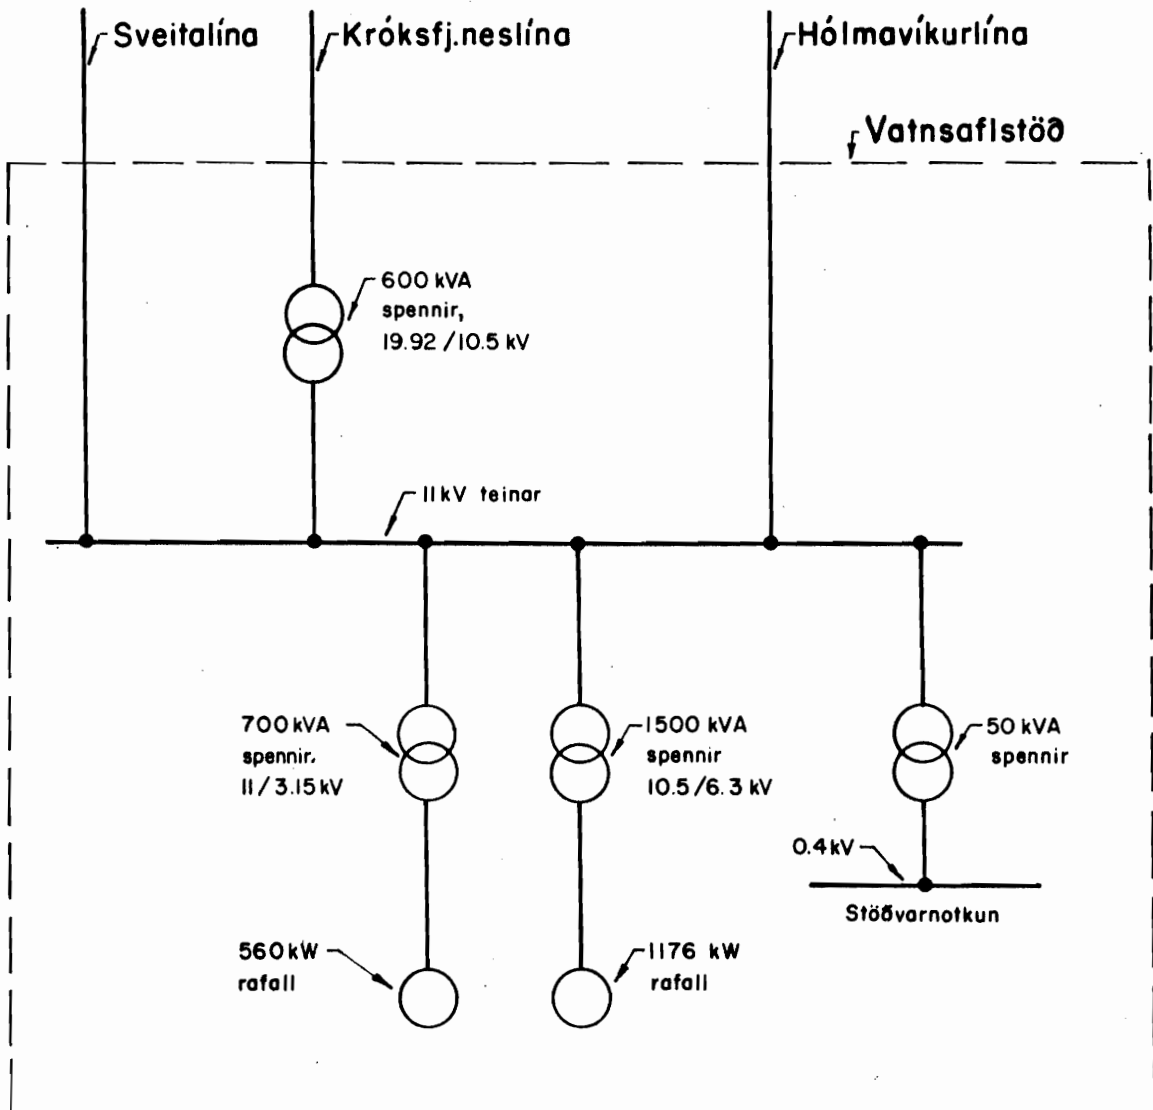 Sveitalína
Króksfj.neslína
Hólmavíkurlína
Vatnsaflstöð
600 kVA
spennir,
19.92/10.5 kV
11 kV teinar
700 kVA
spennir.
11/3.15 kV
1500 kVA
spennir
10.5/6.3 kV
50 kVA
spennir
0.4 kV
Stöðvarnotkun
560 kW
rafall
1176 kW
rafall